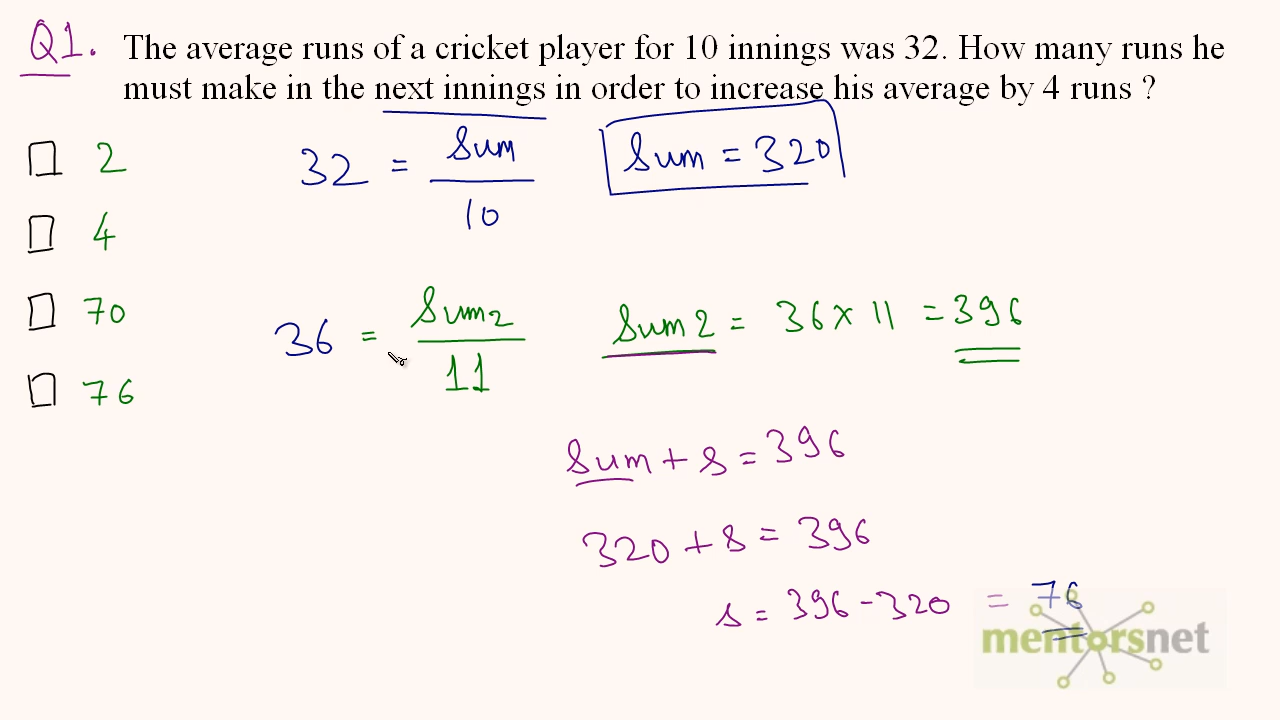 Q1. The average runs of a cricket player for 10 innings was 32. How many runs he
must make in the next innings in order to increase his average by 4 runs ?
2
32 = Sum / 10
Sum = 320
4
70
36 = Sum2 / 11
Sum 2 = 36 x 11 = 396
76
Sum + s = 396
320 + s = 396
s = 396 - 320 = 76
mentorsnet